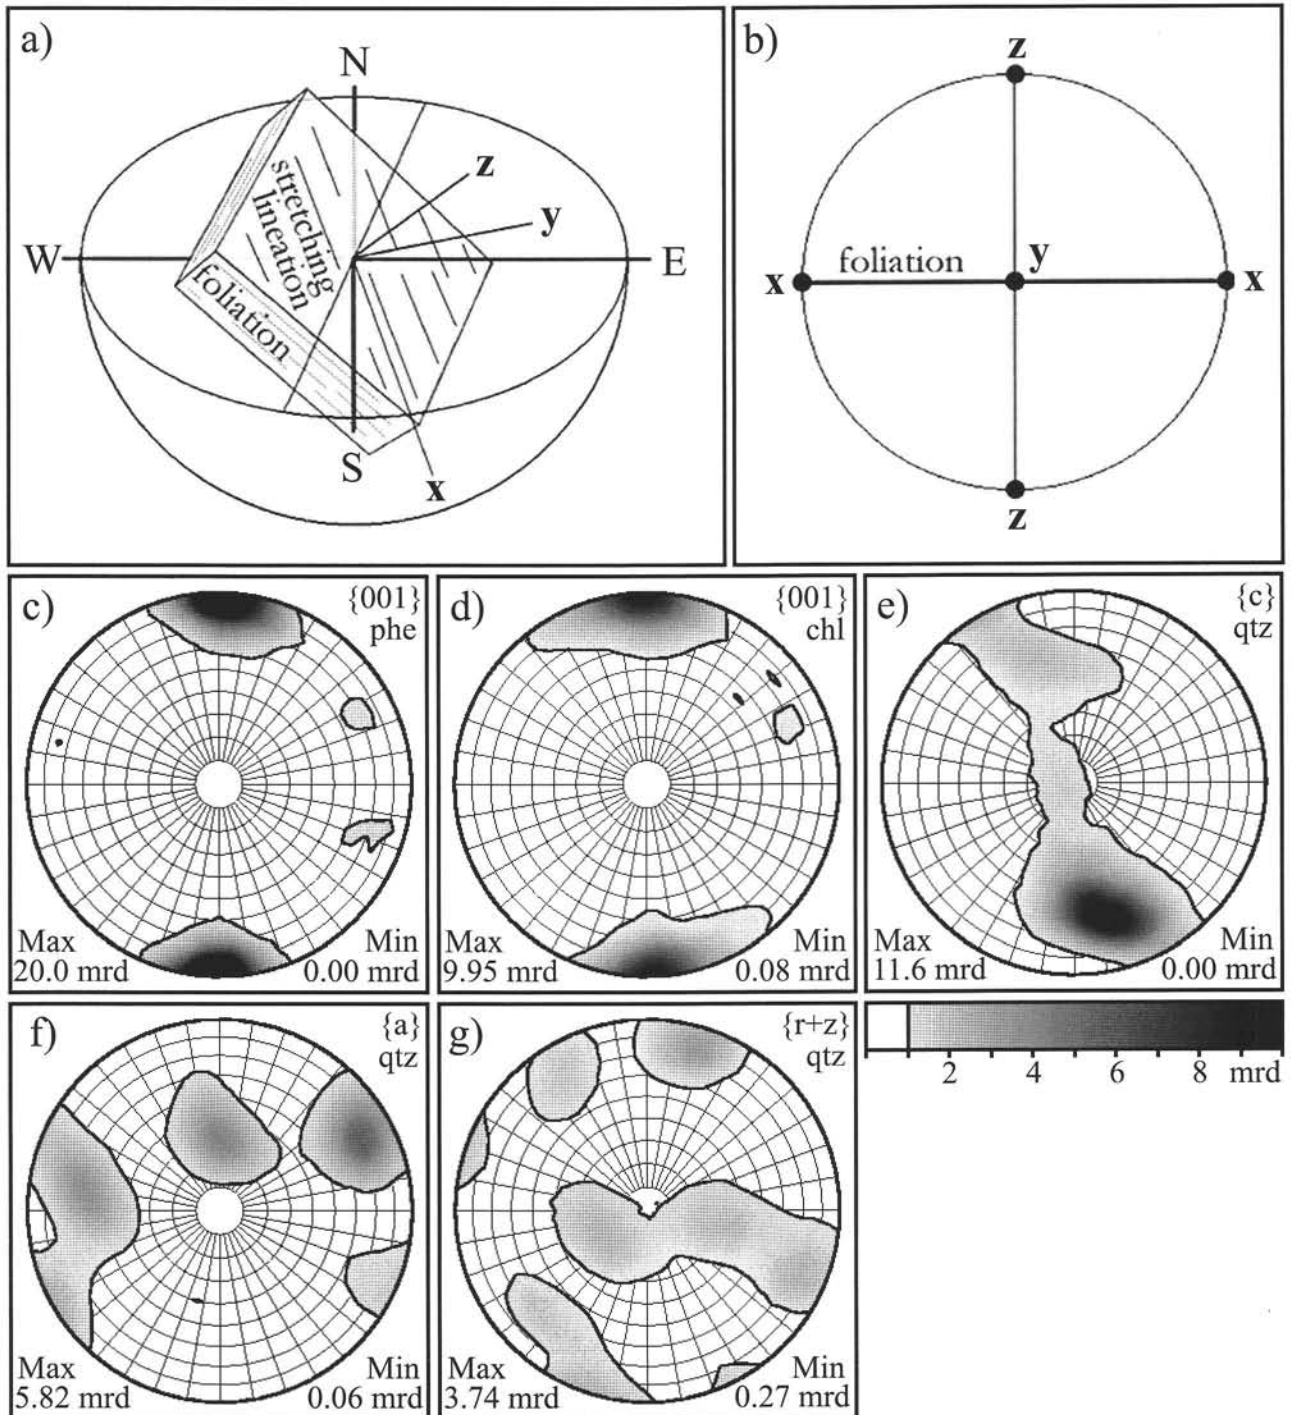 a)
N
W
E
S
z
y
x
stretching
lineation
foliation
b)
z
x
foliation
y
x
z
c)
{001}
phe
Max
20.0 mrd
Min
0.00 mrd
d)
{001}
chl
Max
9.95 mrd
Min
0.08 mrd
e)
{c}
qtz
Max
11.6 mrd
Min
0.00 mrd
f)
{a}
qtz
Max
5.82 mrd
Min
0.06 mrd
g)
{r+z}
qtz
Max
3.74 mrd
Min
0.27 mrd
2 4 6 8 mrd